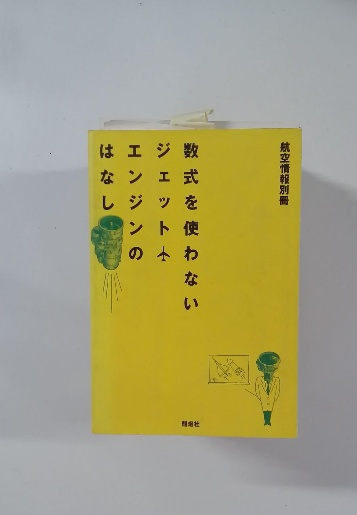 航空情報別冊
数式を使わない
ジェット✈
エンジンの
はなし
酣燈社